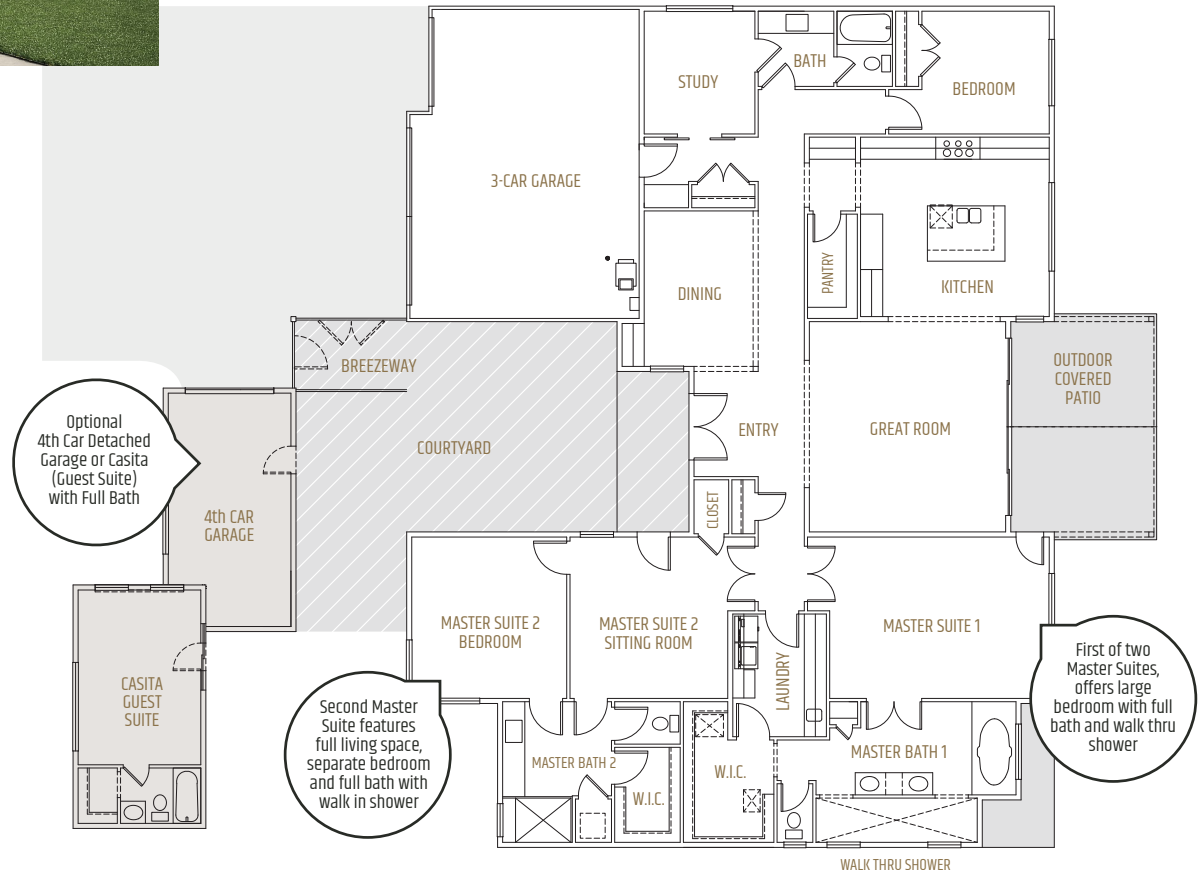 STUDY
BATH
BEDROOM
3-CAR GARAGE
DINING
PANTRY
KITCHEN
BREEZEWAY
OUTDOOR
COVERED
PATIO
Optional
4th Car Detached
Garage or Casita
(Guest Suite)
with Full Bath
COURTYARD
ENTRY
GREAT ROOM
4th CAR
GARAGE
CLOSET
MASTER SUITE 2
BEDROOM
MASTER SUITE 2
SITTING ROOM
MASTER SUITE 1
LAUNDRY
First of two
Master Suites,
offers large
bedroom with full
bath and walk thru
shower
CASITA
GUEST
SUITE
Second Master
Suite features
full living space,
separate bedroom
and full bath with
walk in shower
MASTER BATH 2
W.I.C.
W.I.C.
MASTER BATH 1
WALK THRU SHOWER